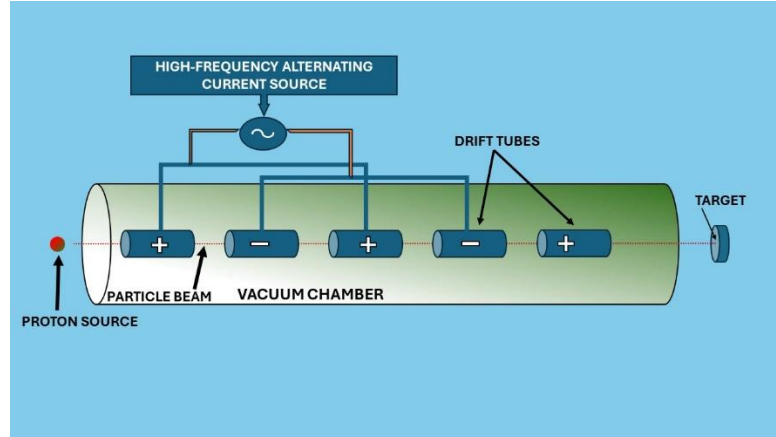 HIGH-FREQUENCY ALTERNATING
CURRENT SOURCE
~
DRIFT TUBES
TARGET
+
−
+
−
+
PARTICLE BEAM
VACUUM CHAMBER
PROTON SOURCE